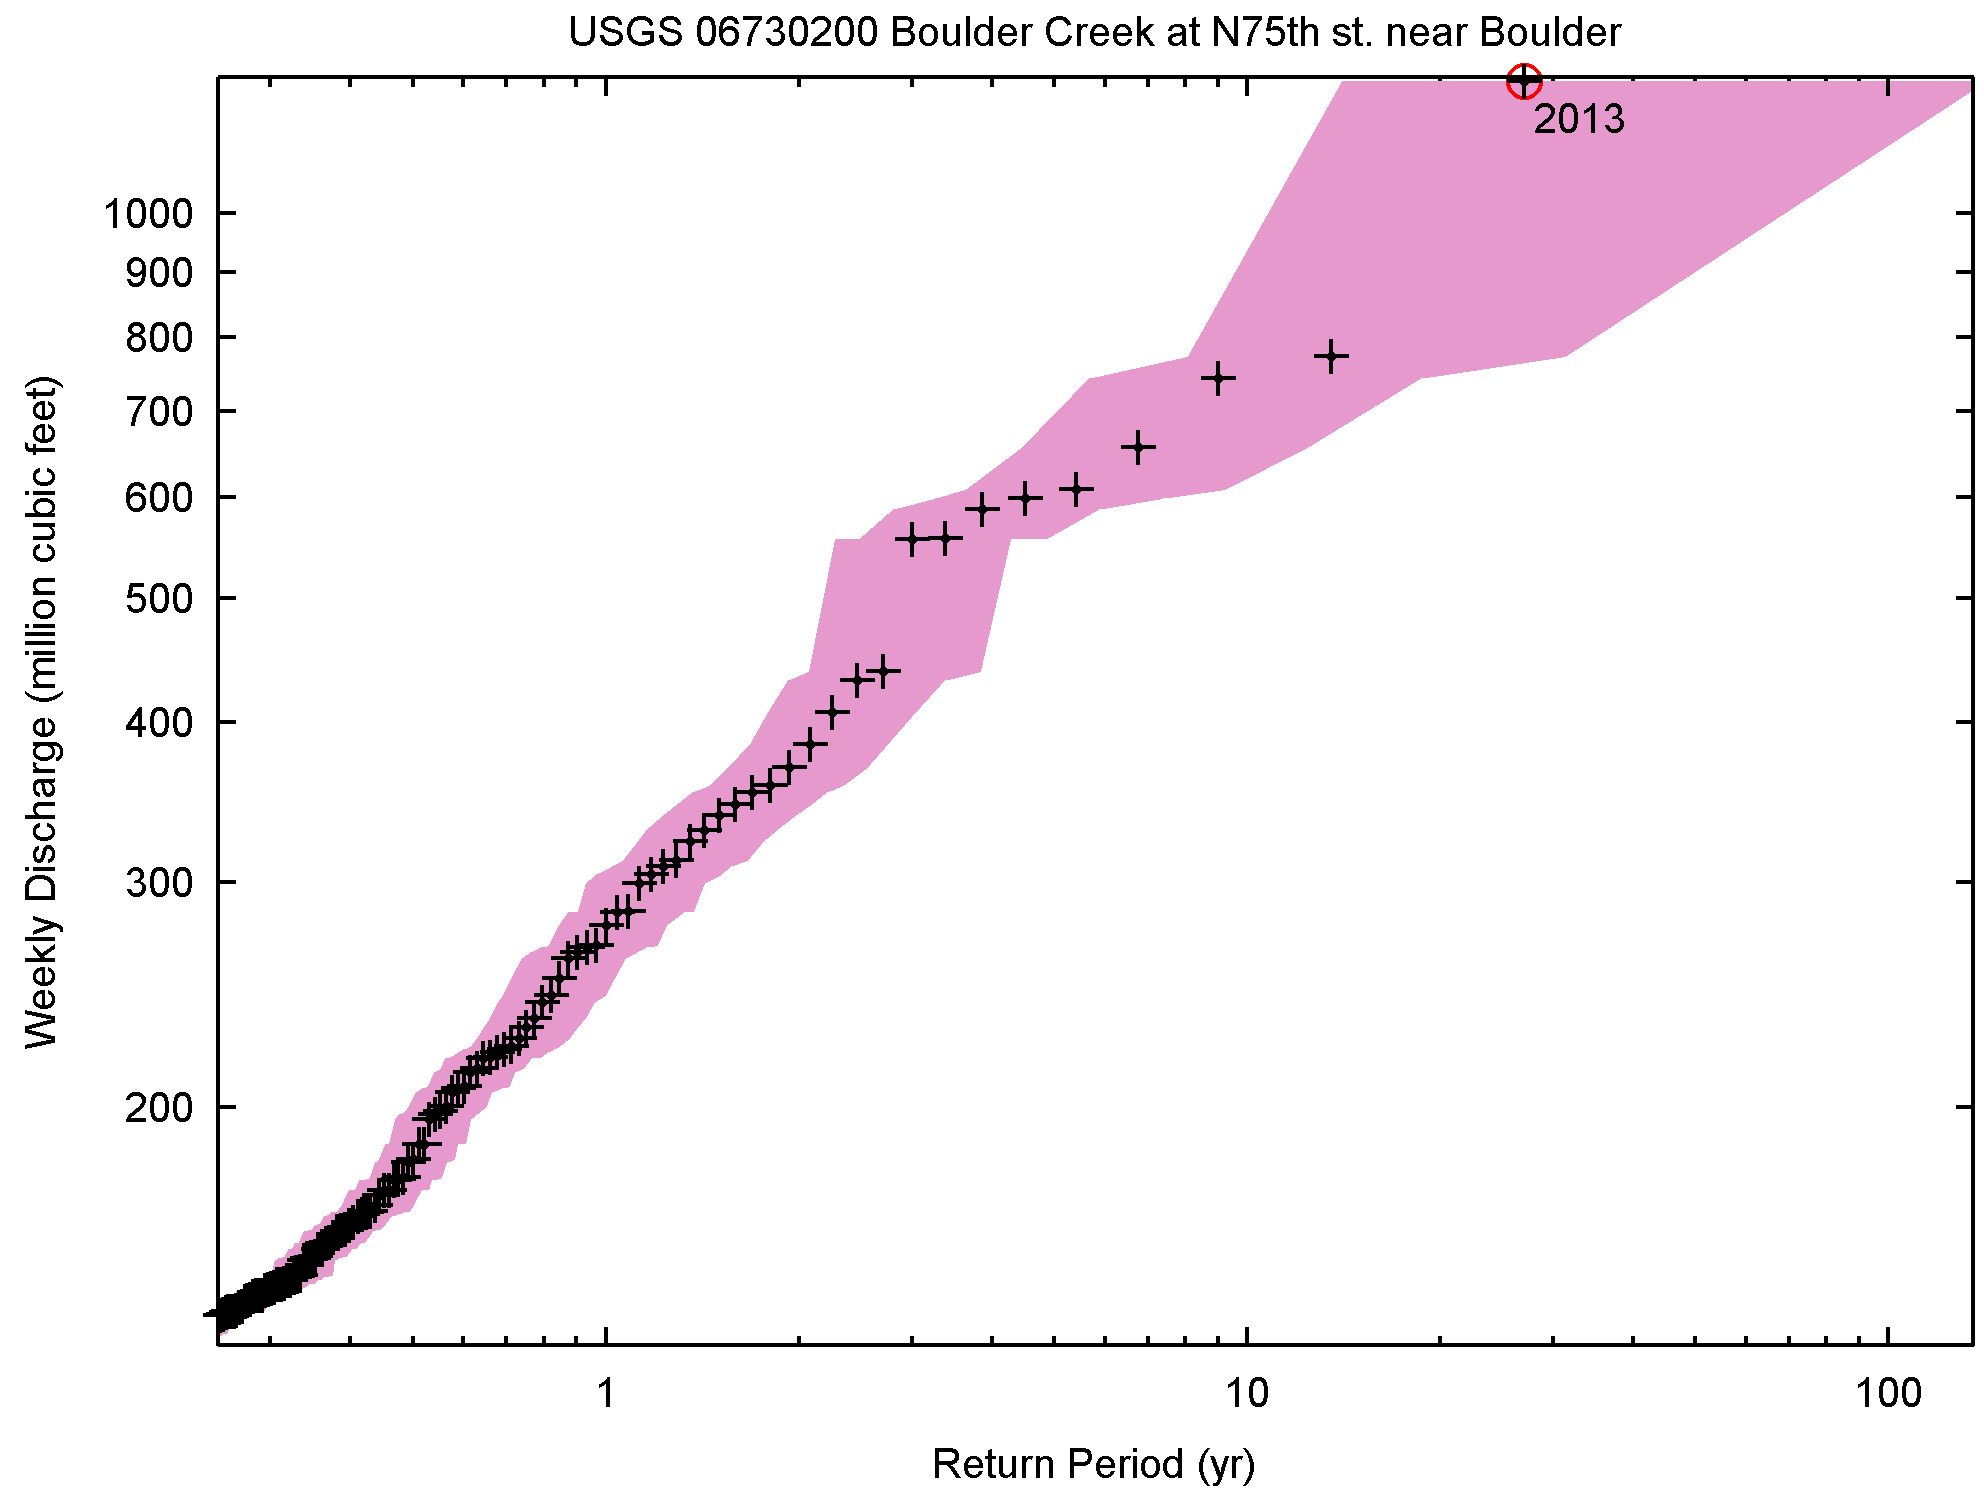 USGS 06730200 Boulder Creek at N75th st. near Boulder
2013
1000
900
800
700
600
500
400
300
200
Weekly Discharge (million cubic feet)
1 10 100
Return Period (yr)